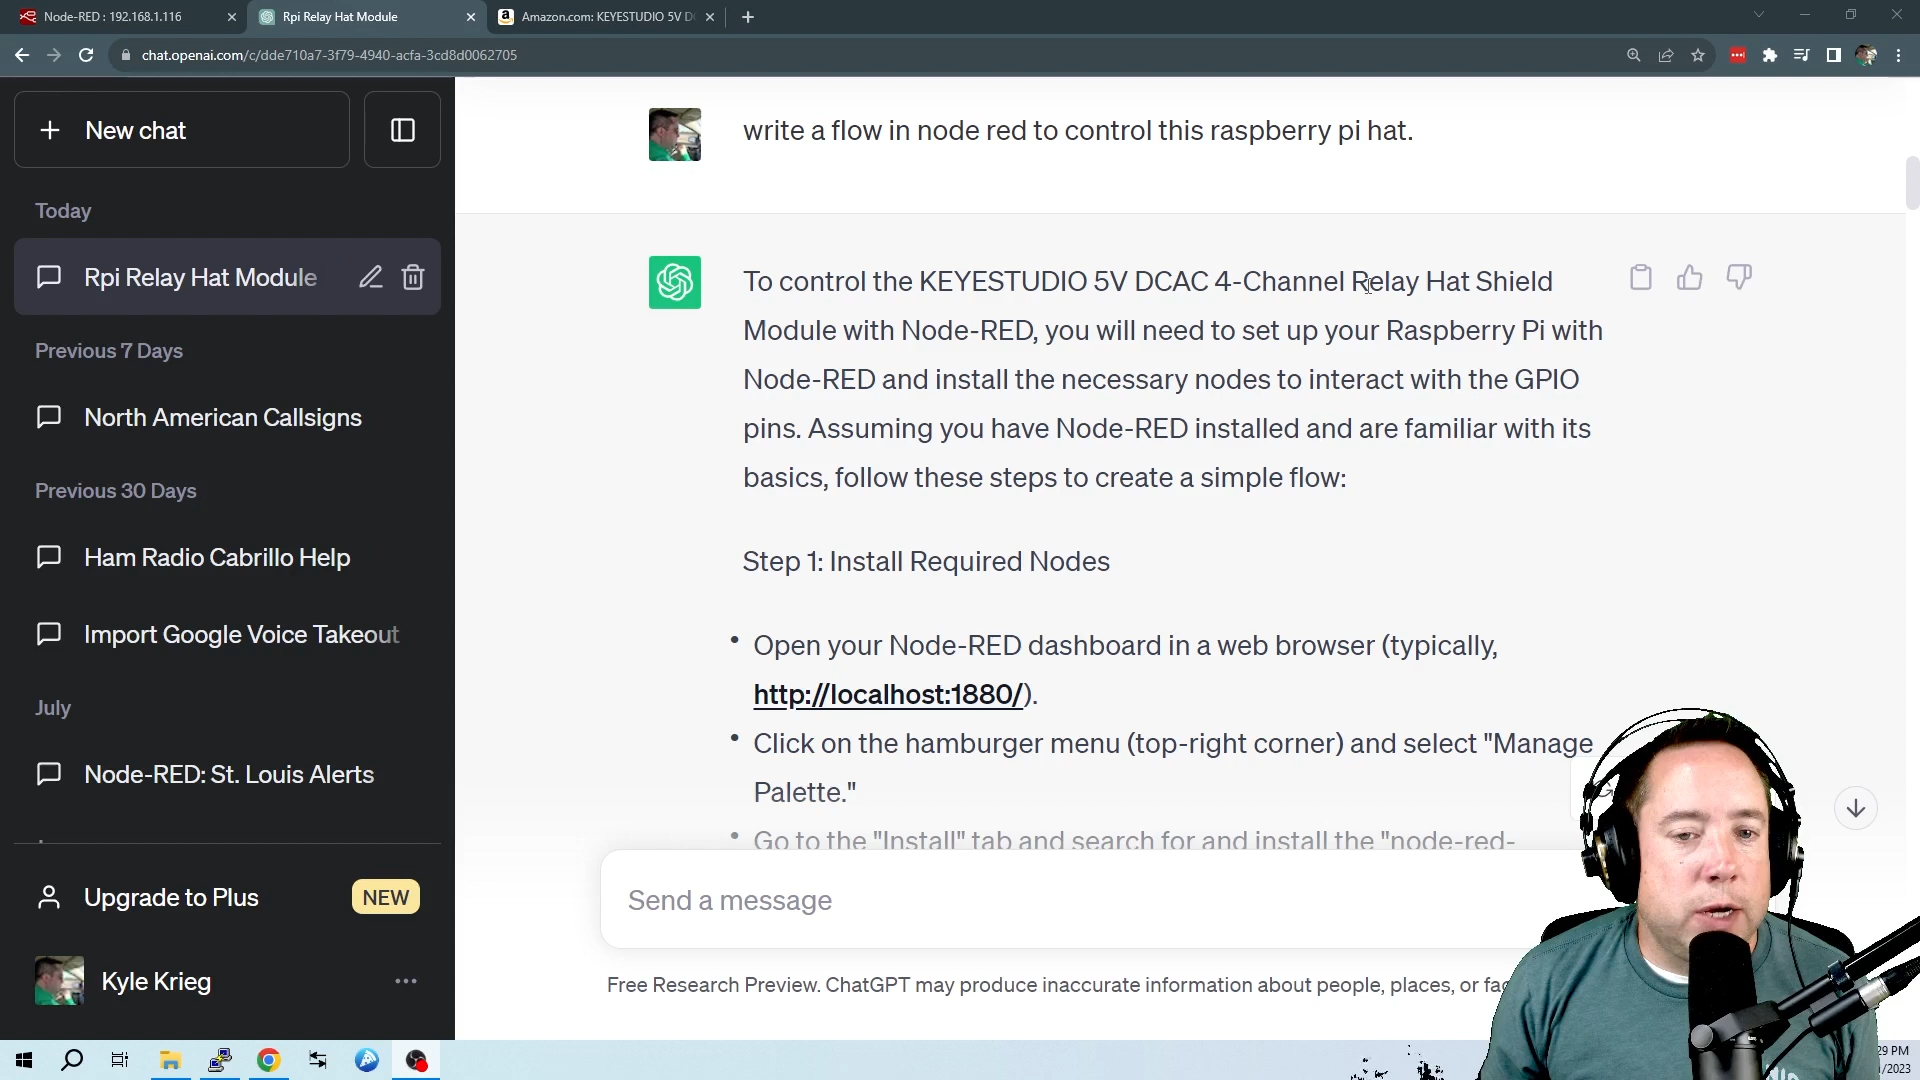 Node-RED : 192.168.1.116
Rpi Relay Hat Module
Amazon.com: KEYESTUDIO 5V DC
chat.openai.com/c/dde710a7-3f79-4940-acfa-3cd8d0062705
New chat
Today
Rpi Relay Hat Module
Previous 7 Days
North American Callsigns
Previous 30 Days
Ham Radio Cabrillo Help
Import Google Voice Takeout
July
Node-RED: St. Louis Alerts
Upgrade to Plus
NEW
Kyle Krieg
write a flow in node red to control this raspberry pi hat.
To control the KEYESTUDIO 5V DCAC 4-Channel Relay Hat Shield
Module with Node-RED, you will need to set up your Raspberry Pi with
Node-RED and install the necessary nodes to interact with the GPIO
pins. Assuming you have Node-RED installed and are familiar with its
basics, follow these steps to create a simple flow:
Step 1: Install Required Nodes
• Open your Node-RED dashboard in a web browser (typically,
http://localhost:1880/).
• Click on the hamburger menu (top-right corner) and select "Manage
Palette."
• Go to the "Install" tab and search for and install the "node-red-
Send a message
Free Research Preview. ChatGPT may produce inaccurate information about people, places, or
29 PM
/2023